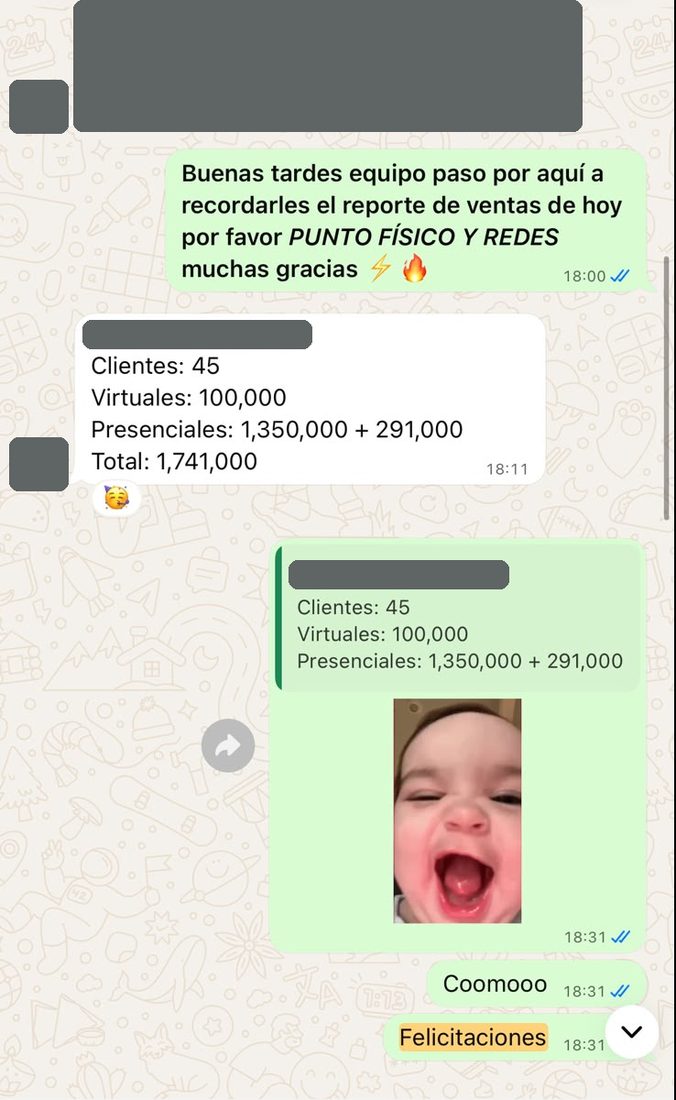 Buenas tardes equipo paso por aquí a
recordarles el reporte de ventas de hoy
por favor PUNTO FÍSICO Y REDES
muchas gracias ⚡🔥
18:00
Clientes: 45
Virtuales: 100,000
Presenciales: 1,350,000 + 291,000
Total: 1,741,000
18:11
Clientes: 45
Virtuales: 100,000
Presenciales: 1,350,000 + 291,000
18:31
Coomooo 18:31
Felicitaciones 18:31